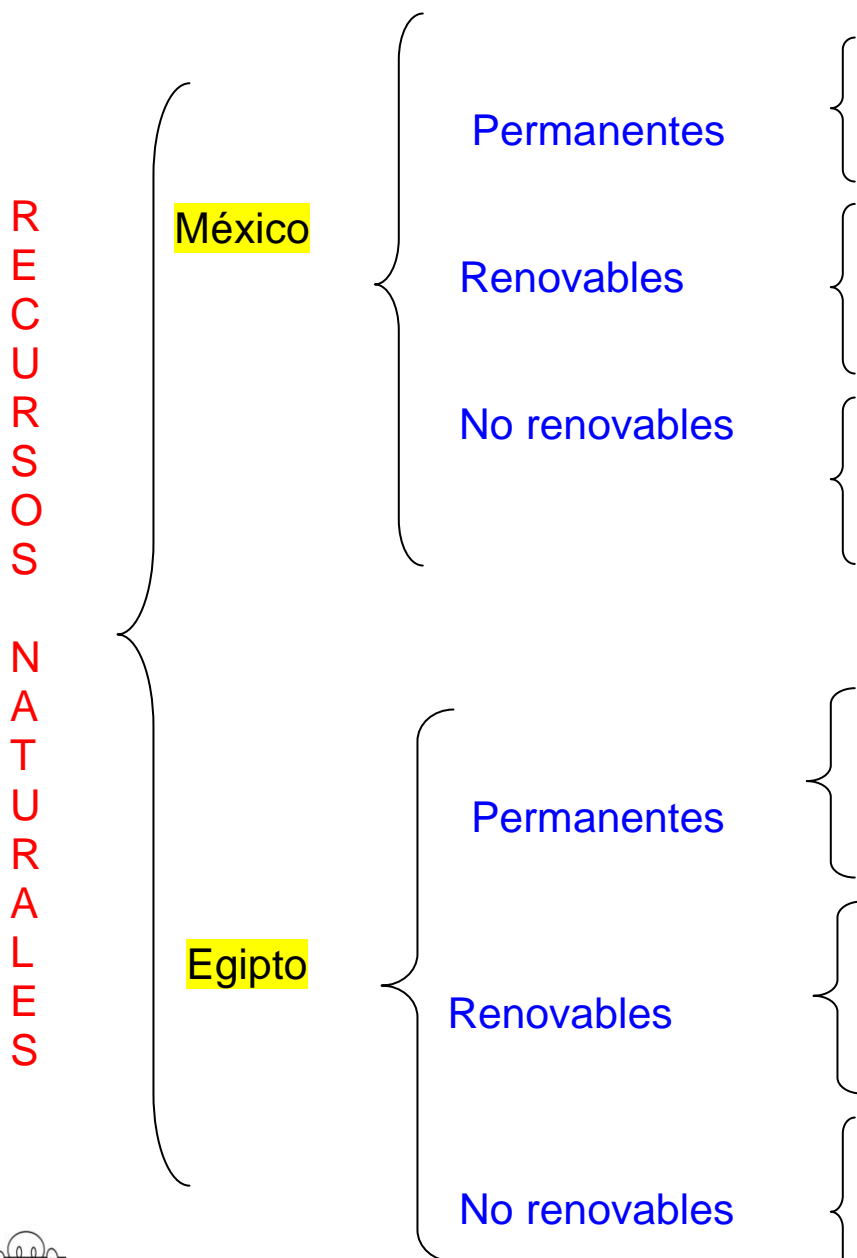 RECURSOS NATURALES
México
Permanentes
Renovables
No renovables
Egipto
Permanentes
Renovables
No renovables